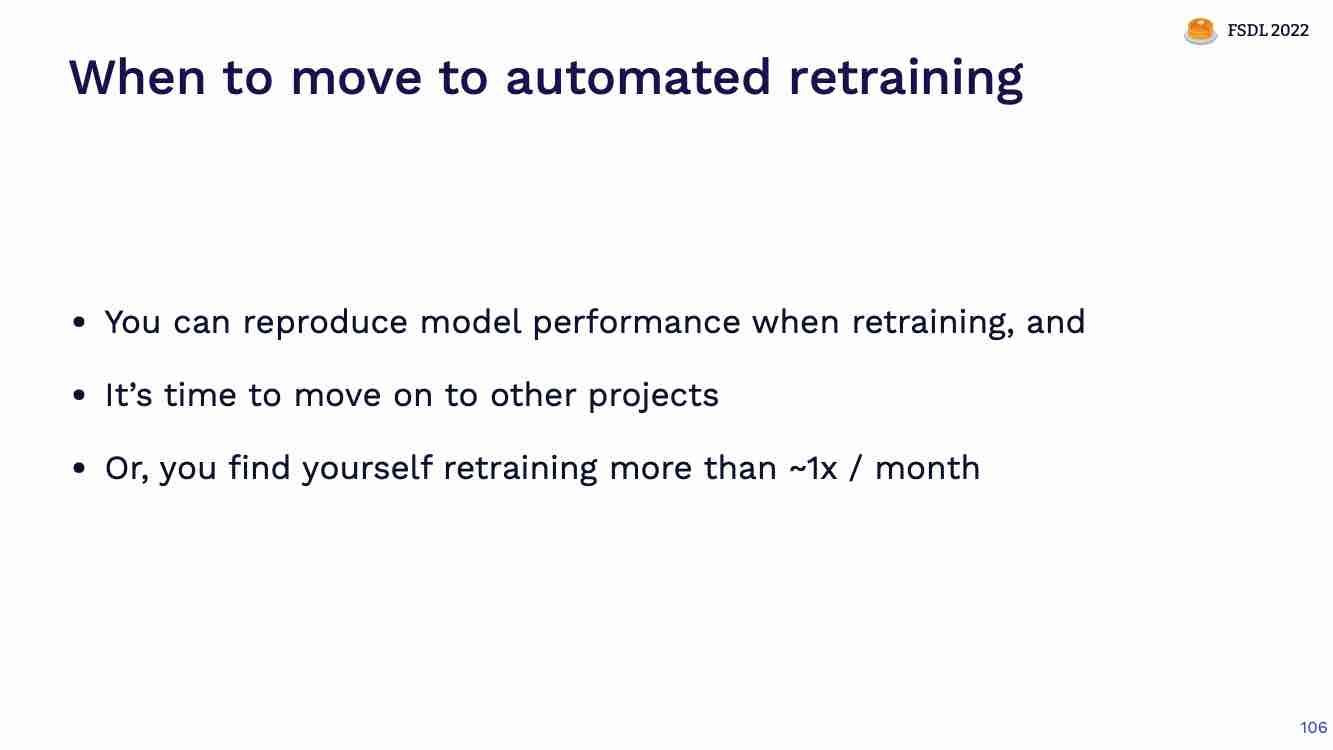 FSDL 2022
When to move to automated retraining
• You can reproduce model performance when retraining, and
• It’s time to move on to other projects
• Or, you find yourself retraining more than ~1x / month
106